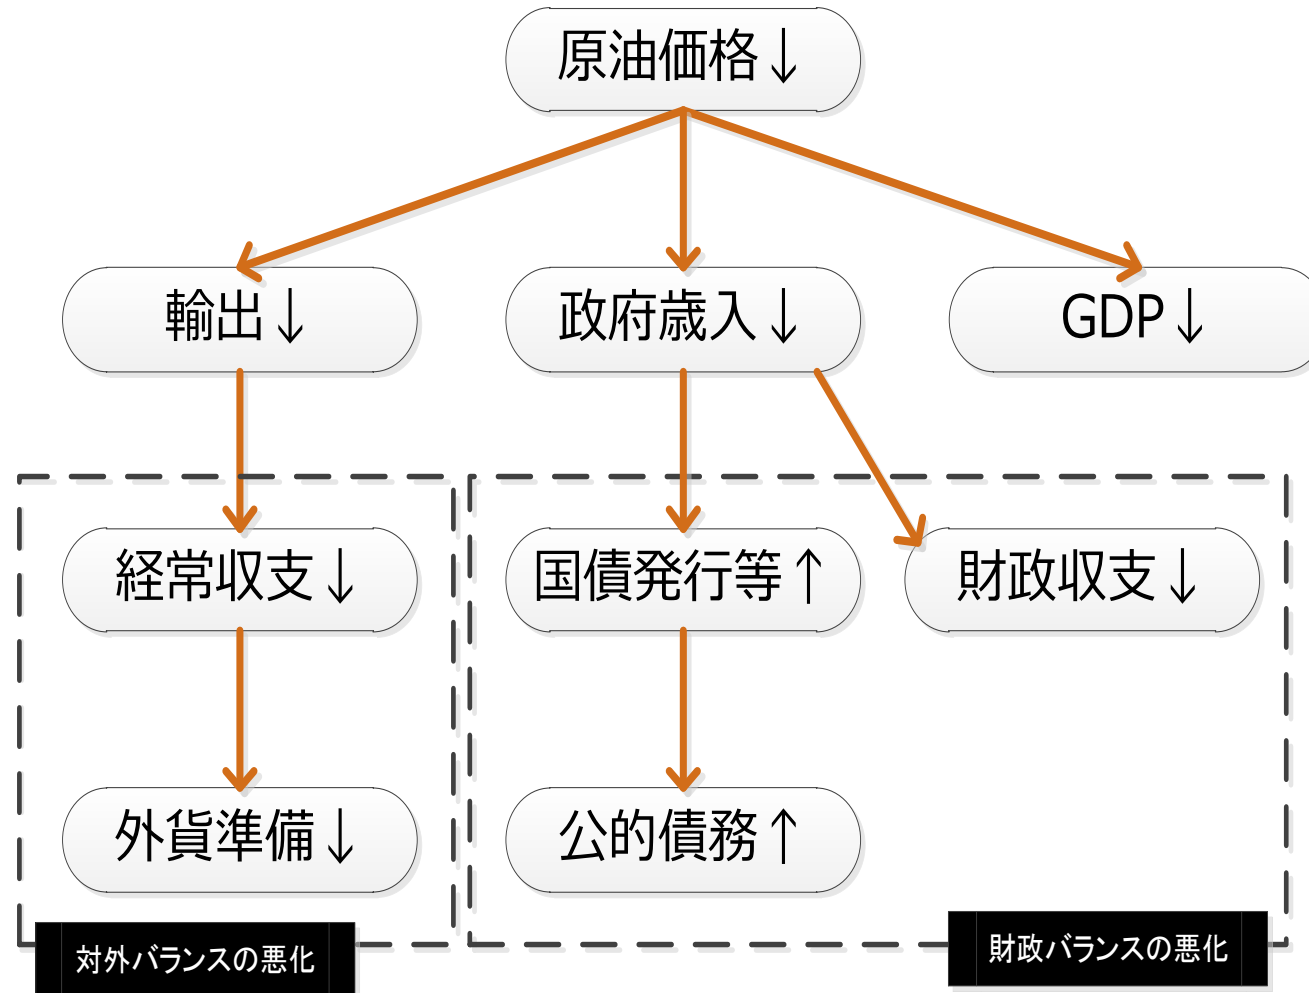 原油価格↓
輸出↓
政府歳入↓
GDP↓
経常収支↓
国債発行等↑
財政収支↓
外貨準備↓
公的債務↑
対外バランスの悪化
財政バランスの悪化